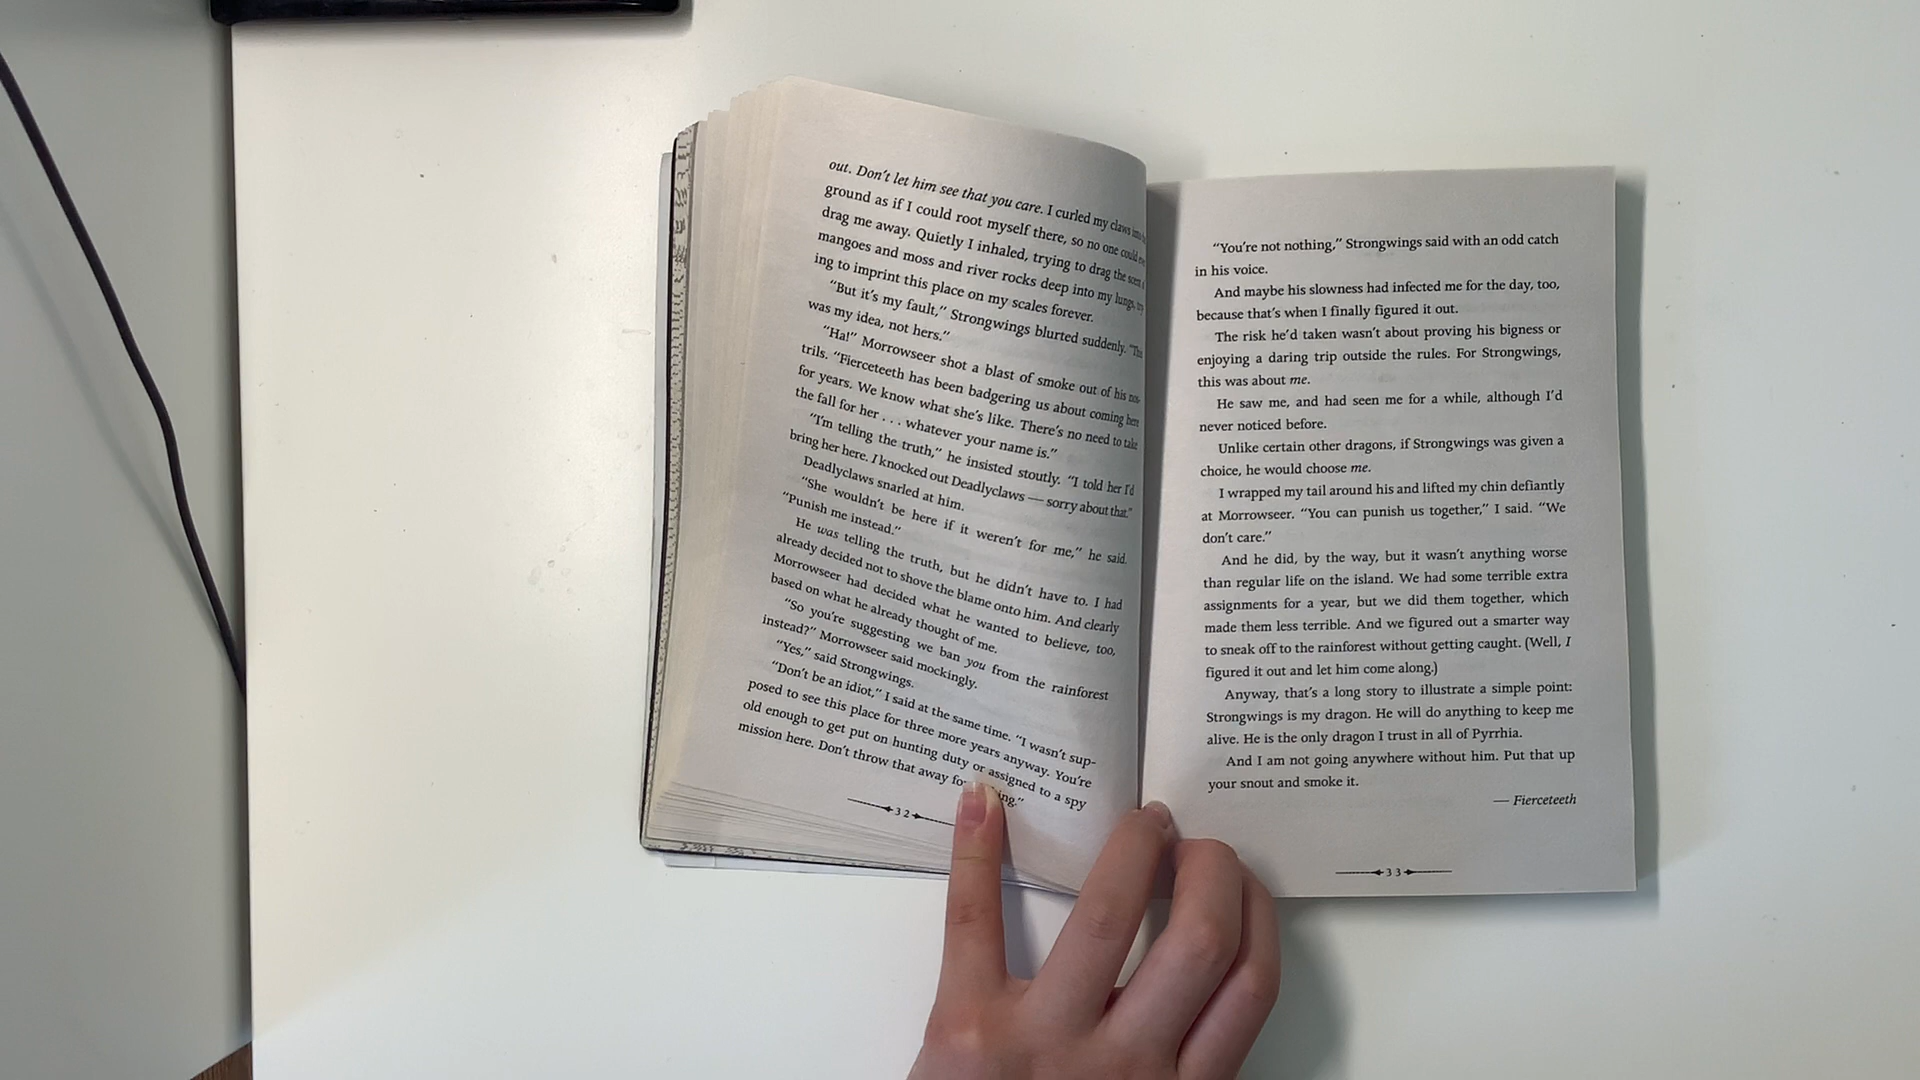 out. Don't let him see that you care. I curled my claws into
ground as if I could root myself there, so no one could
drag me away. Quietly I inhaled, trying to drag the scent
mangoes and moss and river rocks deep into my lungs,
ing to imprint this place on my scales forever.
"But it's my fault," Strongwings blurted suddenly. "This
was my idea, not hers."
"Ha!" Morrowseer shot a blast of smoke out of his nos-
trils. "Fierceteeth has been badgering us about coming here
for years. We know what she's like. There's no need to take
the fall for her . . . whatever your name is."
"I'm telling the truth," he insisted stoutly. "I told her I'd
bring her here. I knocked out Deadlyclaws — sorry about that."
Deadlyclaws snarled at him.
"She wouldn't be here if it weren't for me," he said.
"Punish me instead."
He was telling the truth, but he didn't have to. I had
already decided not to shove the blame onto him. And clearly
Morrowseer had decided what he wanted to believe, too,
based on what he already thought of me.
"So you're suggesting we ban you from the rainforest
instead?" Morrowseer said mockingly.
"Yes," said Strongwings.
"Don't be an idiot," I said at the same time. "I wasn't sup-
posed to see this place for three more years anyway. You're
old enough to get put on hunting duty or assigned to a spy
mission here. Don't throw that away
32
"You're not nothing," Strongwings said with an odd catch
in his voice.
And maybe his slowness had infected me for the day, too,
because that's when I finally figured it out.
The risk he'd taken wasn't about proving his bigness or
enjoying a daring trip outside the rules. For Strongwings,
this was about me.
He saw me, and had seen me for a while, although I'd
never noticed before.
Unlike certain other dragons, if Strongwings was given a
choice, he would choose me.
I wrapped my tail around his and lifted my chin defiantly
at Morrowseer. "You can punish us together," I said. "We
don't care."
And he did, by the way, but it wasn't anything worse
than regular life on the island. We had some terrible extra
assignments for a year, but we did them together, which
made them less terrible. And we figured out a smarter way
to sneak off to the rainforest without getting caught. (Well, I
figured it out and let him come along.)
Anyway, that's a long story to illustrate a simple point:
Strongwings is my dragon. He will do anything to keep me
alive. He is the only dragon I trust in all of Pyrrhia.
And I am not going anywhere without him. Put that up
your snout and smoke it.
— Fierceteeth
33